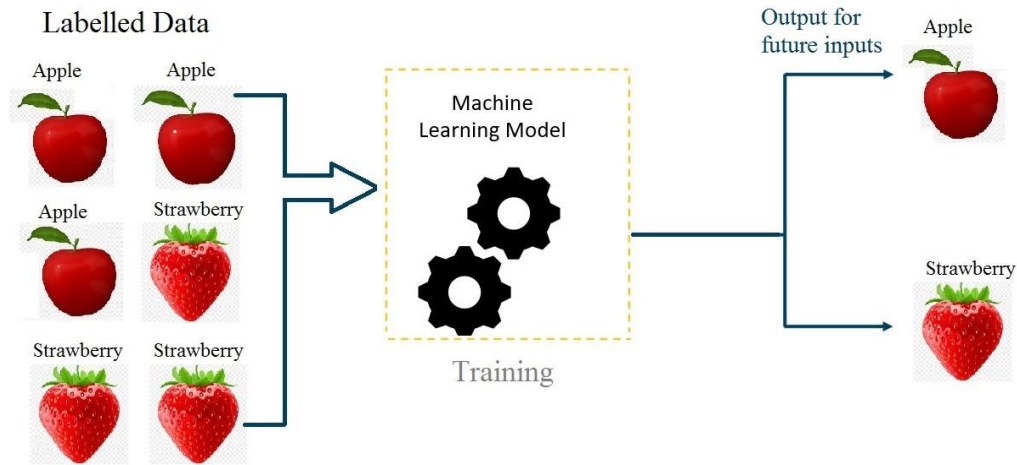 Labelled Data
Apple
Apple
Apple
Strawberry
Strawberry
Strawberry
Machine
Learning Model
Training
Output for
future inputs
Apple
Strawberry